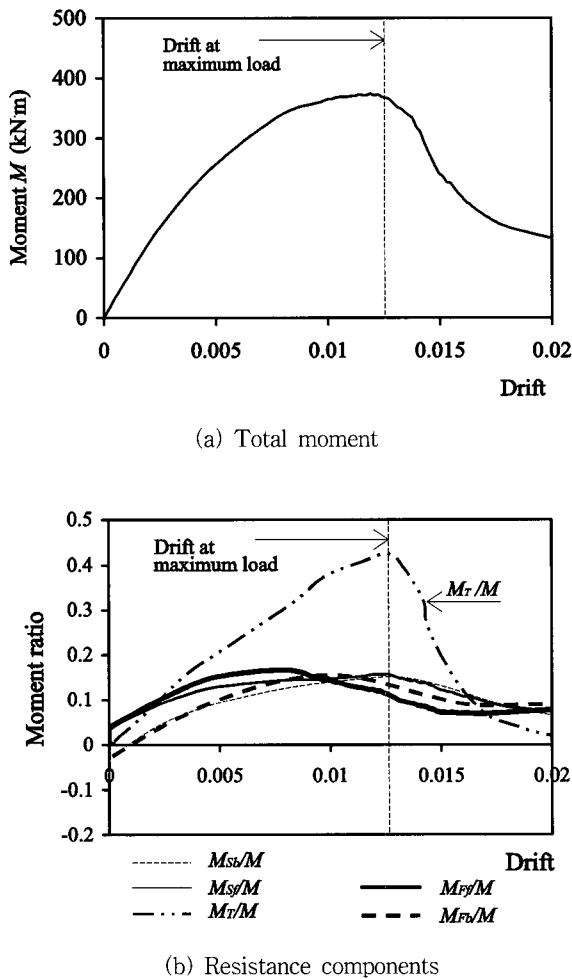 500
400
300
200
100
0
Moment M (kN·m)
Drift at
maximum load
0 0.005 0.01 0.015 0.02
Drift
(a) Total moment
0.5
0.4
0.3
0.2
0.1
0
-0.1
-0.2
Moment ratio
Drift at
maximum load
MT/M
0 0.005 0.01 0.015 0.02
Drift
MSb/M
MSf/M
MT/M
MFf/M
MFb/M
(b) Resistance components